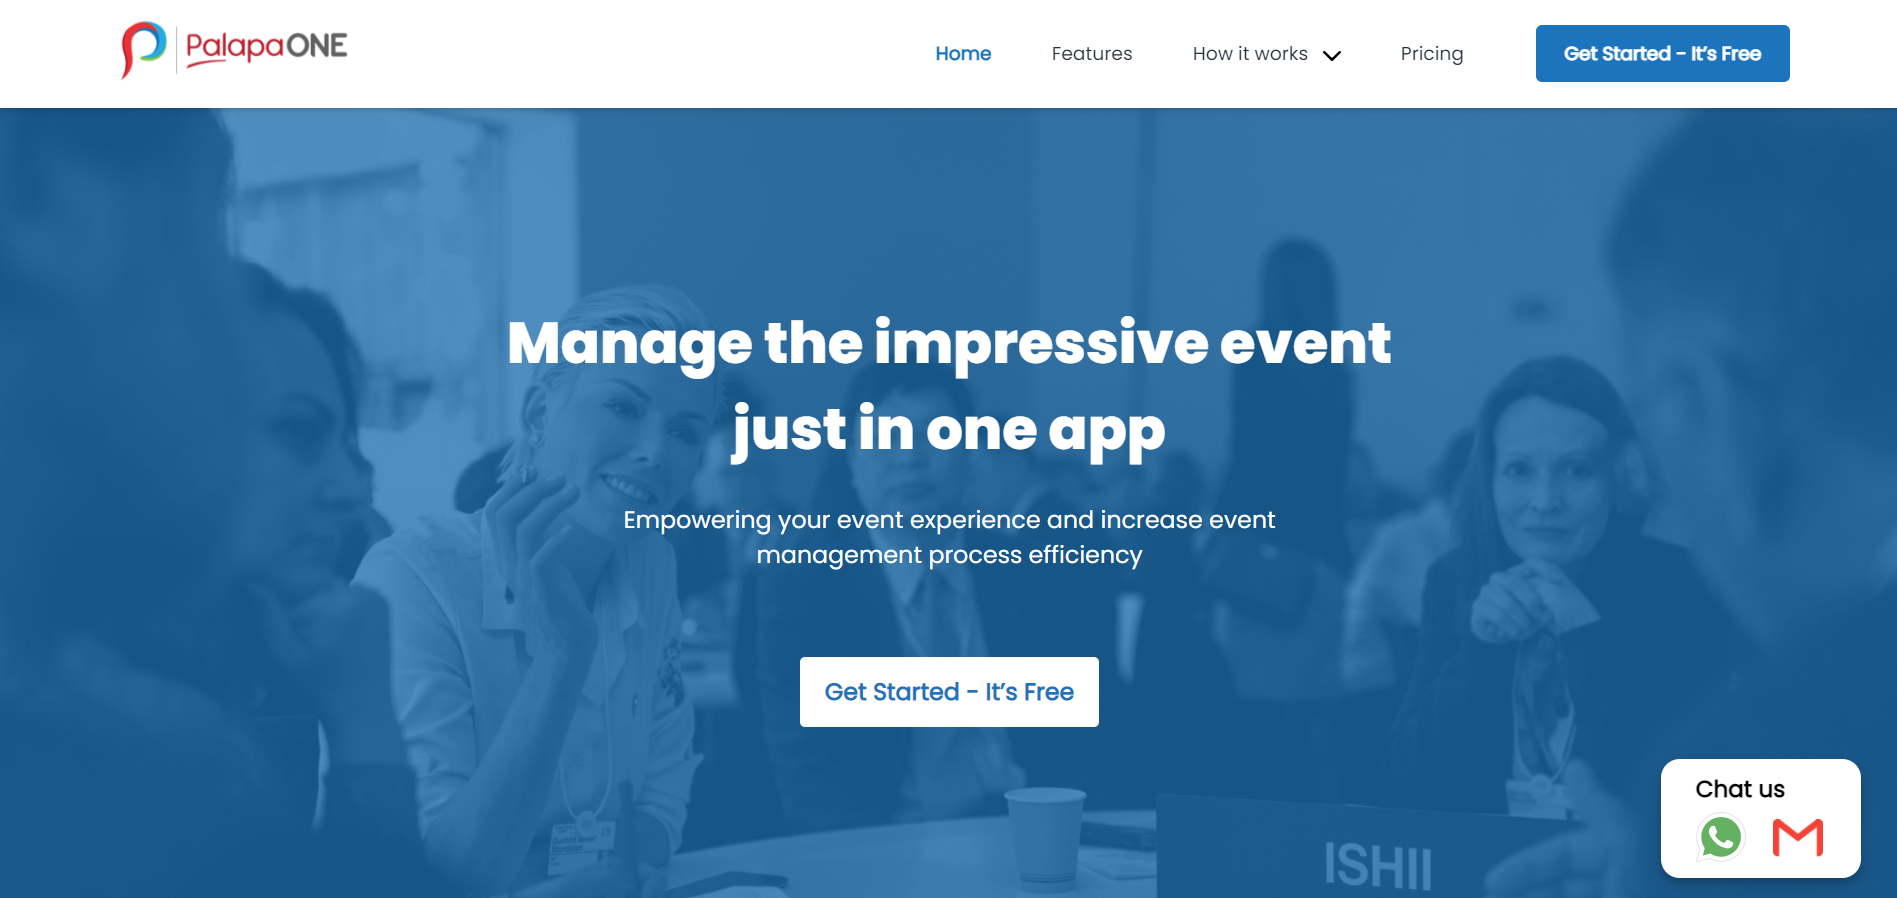 PalapaONE
Home
Features
How it works
Pricing
Get Started - It's Free
Manage the impressive event
just in one app
Empowering your event experience and increase event
management process efficiency
Get Started - It's Free
Chat us
ISHII